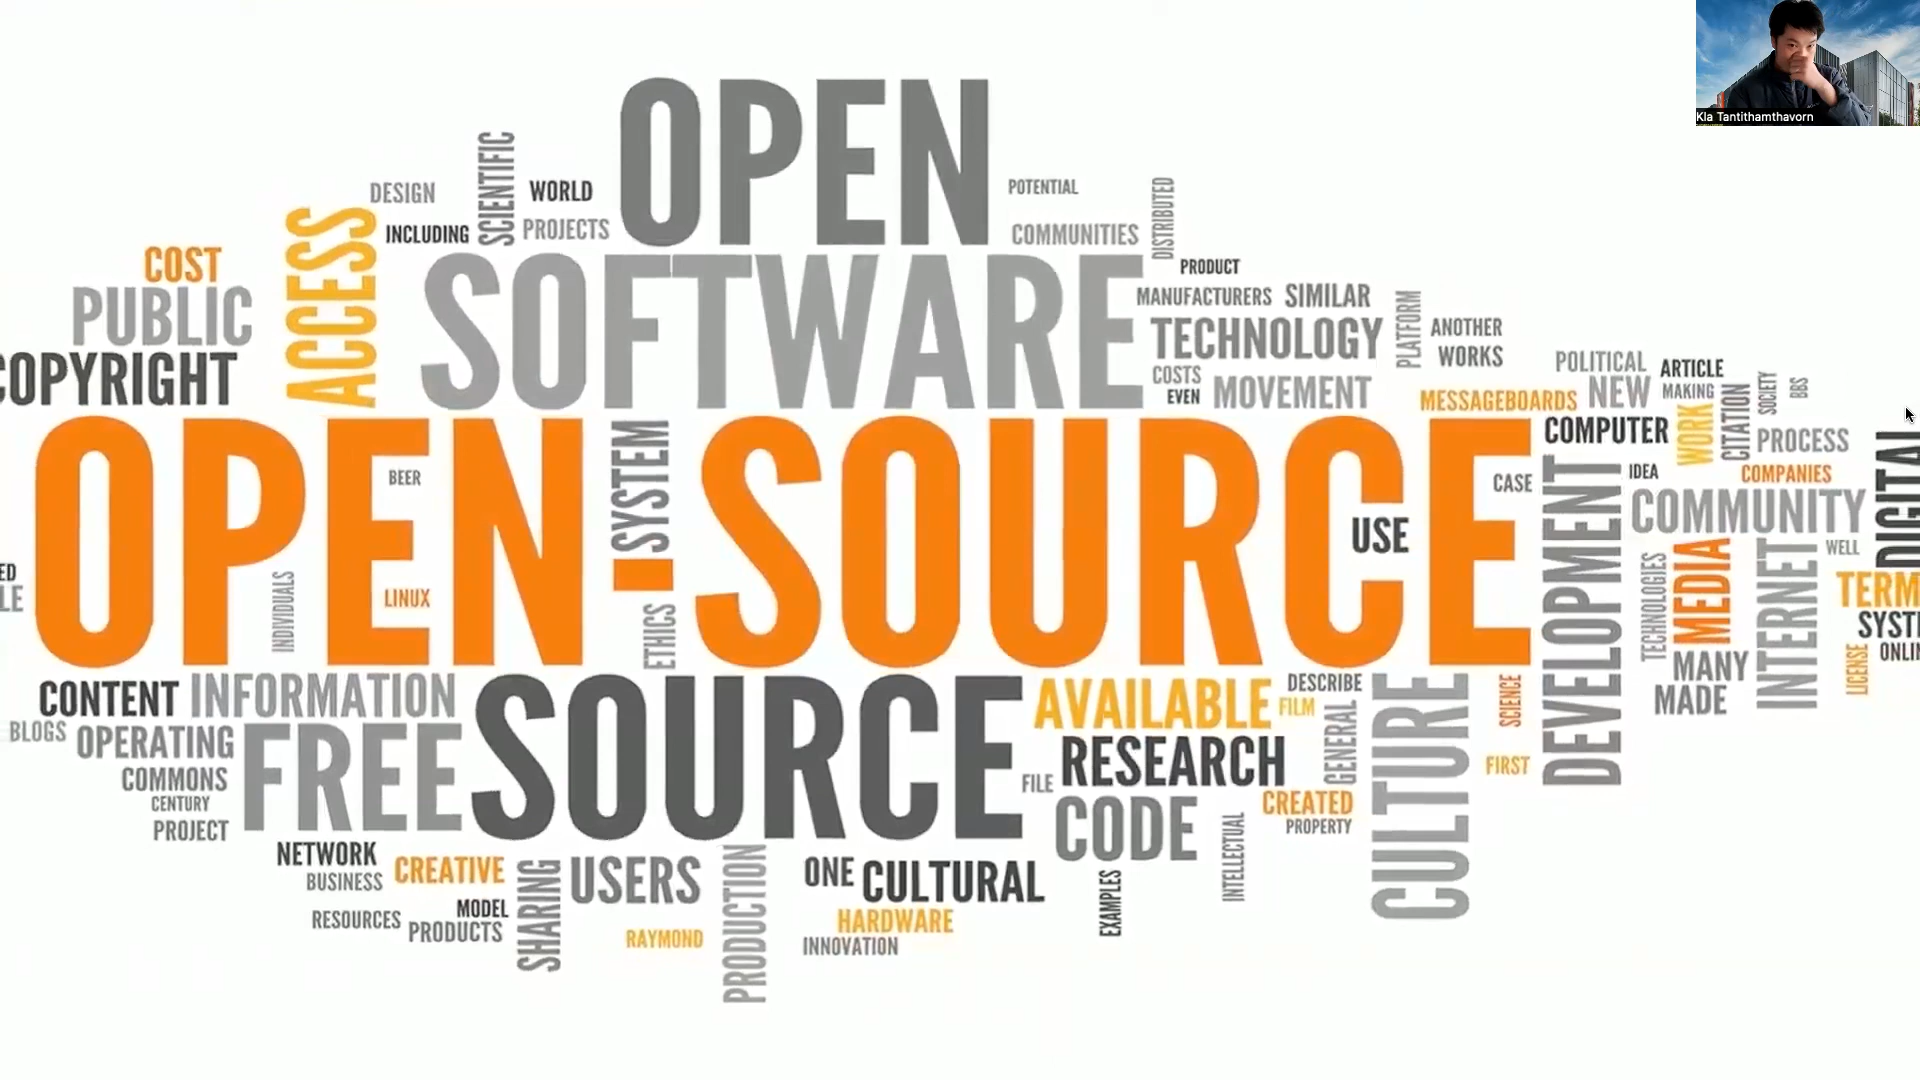 Kla Tantithamthavorn
OPEN
SCIENTIFIC
DESIGN
WORLD
POTENTIAL
DISTRIBUTED
ACCESS
INCLUDING
PROJECTS
COMMUNITIES
COST
SOFTWARE
PRODUCT
PUBLIC
MANUFACTURERS
SIMILAR
PLATFORM
TECHNOLOGY
ANOTHER
WORKS
COPYRIGHT
COSTS
EVEN
MOVEMENT
POLITICAL
ARTICLE
MESSAGEBOARDS
NEW
MAKING
SOCIETY
BBS
WORK
CITATION
OPEN-SOURCE
SYSTEM
COMPUTER
PROCESS
DIGITAL
BEER
CASE
IDEA
COMPANIES
DEVELOPMENT
COMMUNITY
USE
ED
LE
INDIVIDUALS
LINUX
ETHICS
TECHNOLOGIES
MEDIA
INTERNET
WELL
TERM
SYST
ONLIN
LICENSE
MANY
MADE
CONTENT
INFORMATION
SOURCE
AVAILABLE
FILM
DESCRIBE
CULTURE
SCIENCE
BLOGS
OPERATING
FREE
RESEARCH
GENERAL
FIRST
COMMONS
FILE
CENTURY
CODE
CREATED
PROJECT
PROPERTY
INTELLECTUAL
NETWORK
CREATIVE
SHARING
USERS
PRODUCTION
ONE
CULTURAL
EXAMPLES
BUSINESS
RESOURCES
MODEL
PRODUCTS
RAYMOND
HARDWARE
INNOVATION